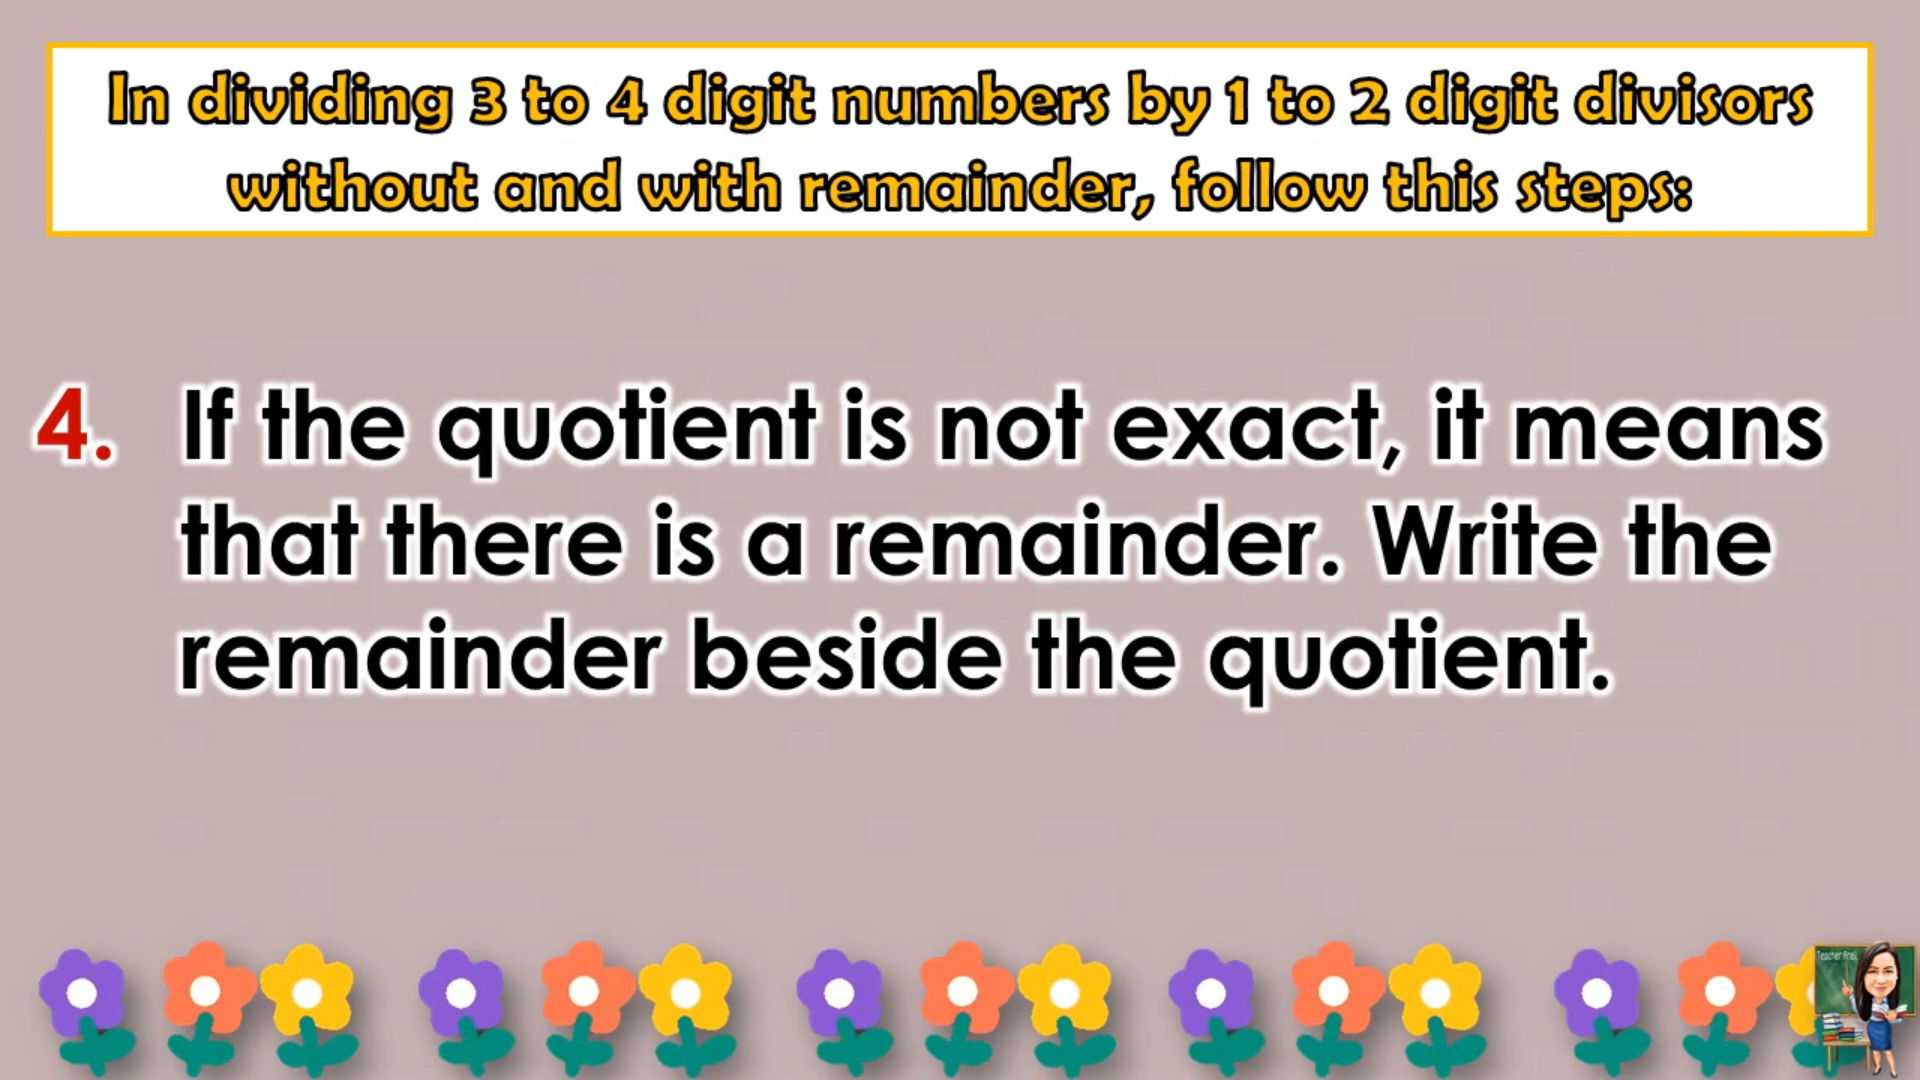 In dividing 3 to 4 digit numbers by 1 to 2 digit divisors
without and with remainder, follow this steps:
4. If the quotient is not exact, it means
that there is a remainder. Write the
remainder beside the quotient.